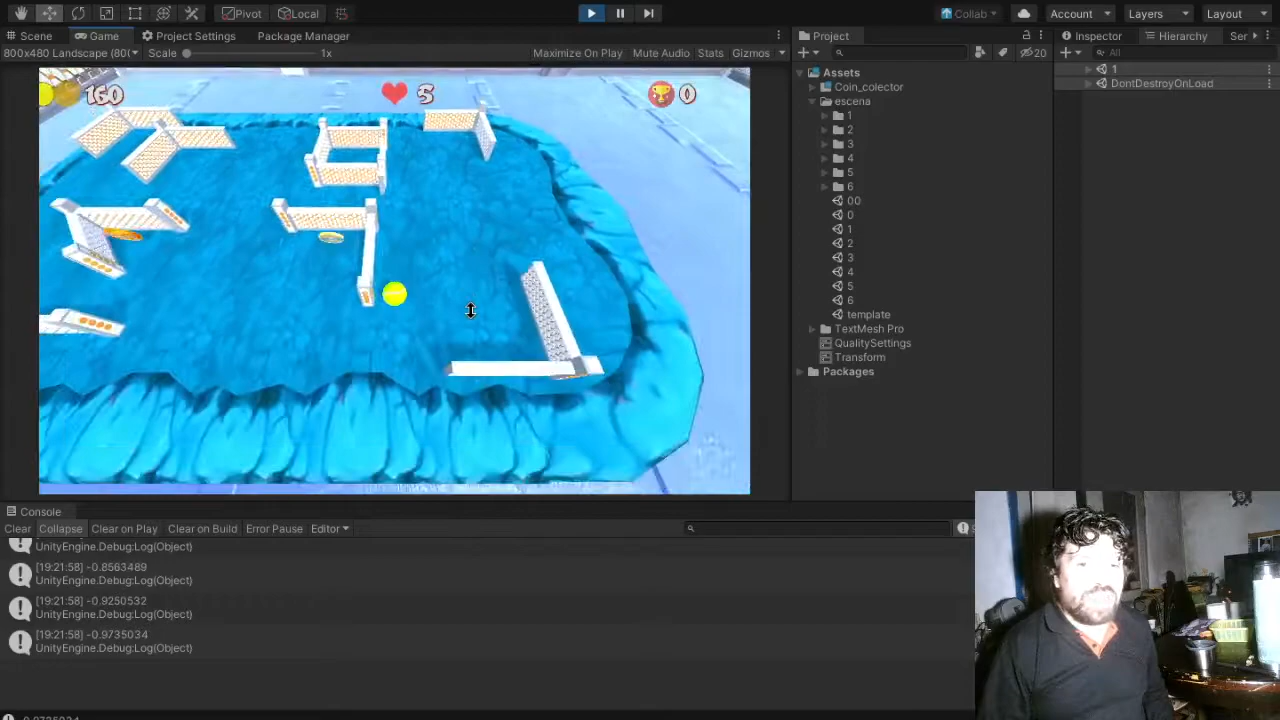 Pivot Local Collab Account Layers Layout
Scene Game Project Settings Package Manager Project Inspector Hierarchy Ser
800x480 Landscape (80( Scale 1x Maximize On Play Mute Audio Stats Gizmos 20 All
160 5 0
Assets
Coin_colector
escena
1
2
3
4
5
6
00
0
1
2
3
4
5
6
template
TextMesh Pro
QualitySettings
Transform
Packages
1
DontDestroyOnLoad
Console
Clear Collapse Clear on Play Clear on Build Error Pause Editor
UnityEngine.Debug:Log(Object)
[19:21:58] -0.8563489
UnityEngine.Debug:Log(Object)
[19:21:58] -0.9250532
UnityEngine.Debug:Log(Object)
[19:21:58] -0.9735034
UnityEngine.Debug:Log(Object)